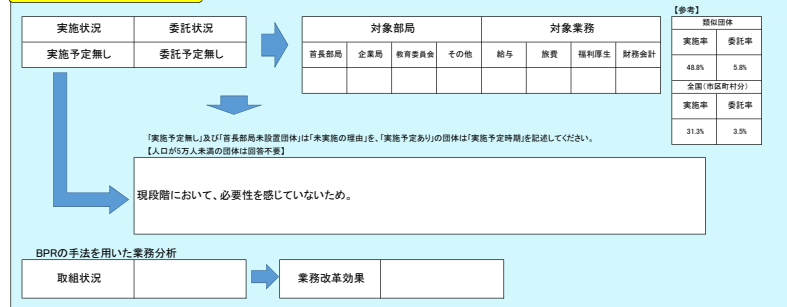 【参考】
実施状況 委託状況
実施予定無し 委託予定無し
対象部局 対象業務
首長部局 企業局 教育委員会 その他 給与 旅費 福利厚生 財務会計
類似団体
実施率 委託率
48.8% 5.8%
全国(市区町村分)
実施率 委託率
31.3% 3.5%
「実施予定無し」及び「首長部局未設置団体」は「未実施の理由」を、「実施予定あり」の団体は「実施予定時期」を記述してください。
【人口が5万人未満の団体は回答不要】
現段階において、必要性を感じていないため。
BPRの手法を用いた業務分析
取組状況 業務改革効果